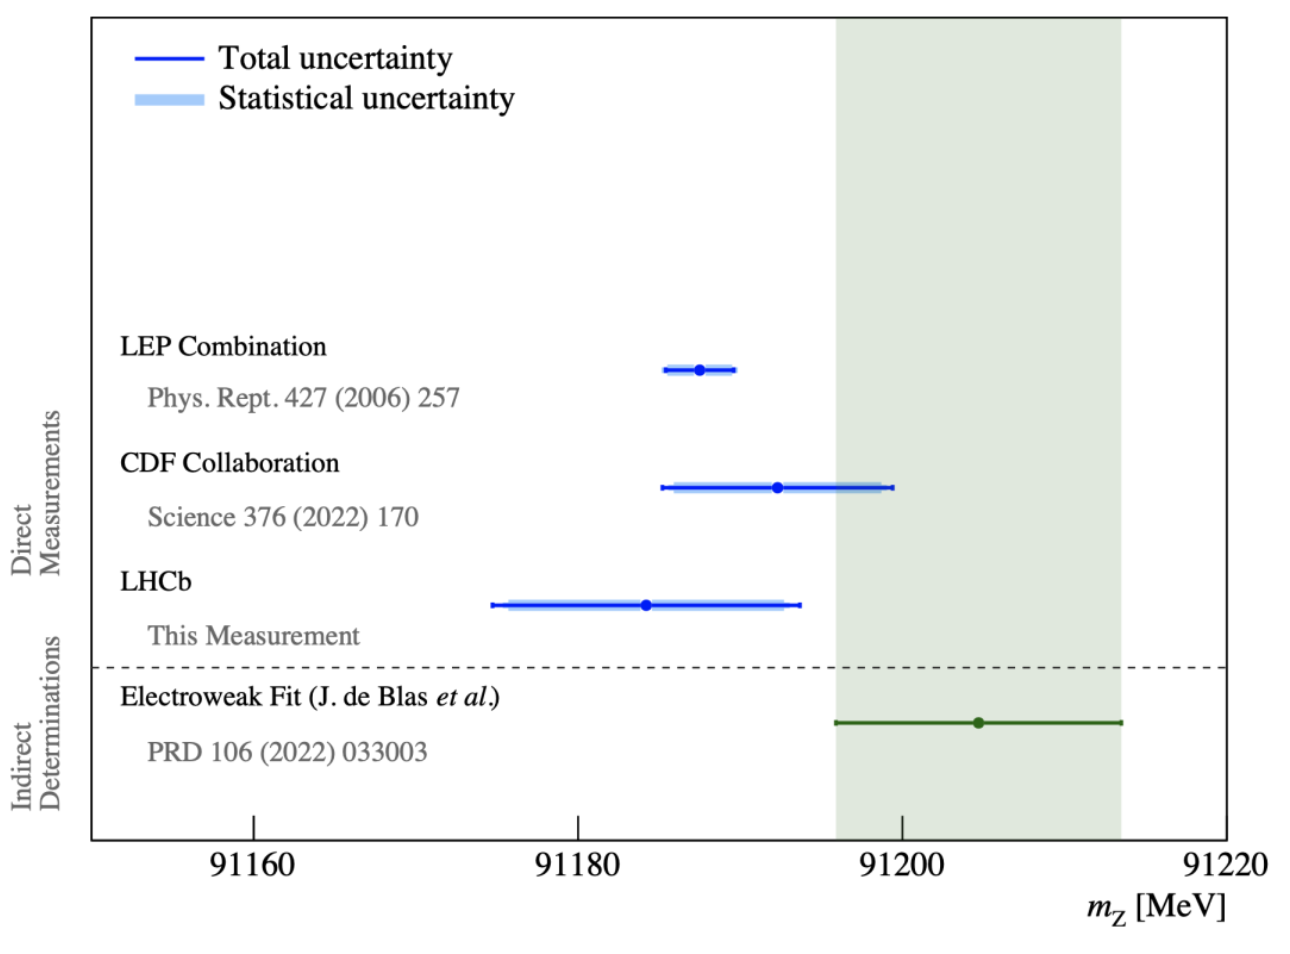 Total uncertainty
Statistical uncertainty
LEP Combination
Phys. Rept. 427 (2006) 257
CDF Collaboration
Science 376 (2022) 170
LHCb
This Measurement
Electroweak Fit (J. de Blas et al.)
PRD 106 (2022) 033003
Direct
Measurements
Indirect
Determinations
91160 91180 91200 91220
mZ [MeV]